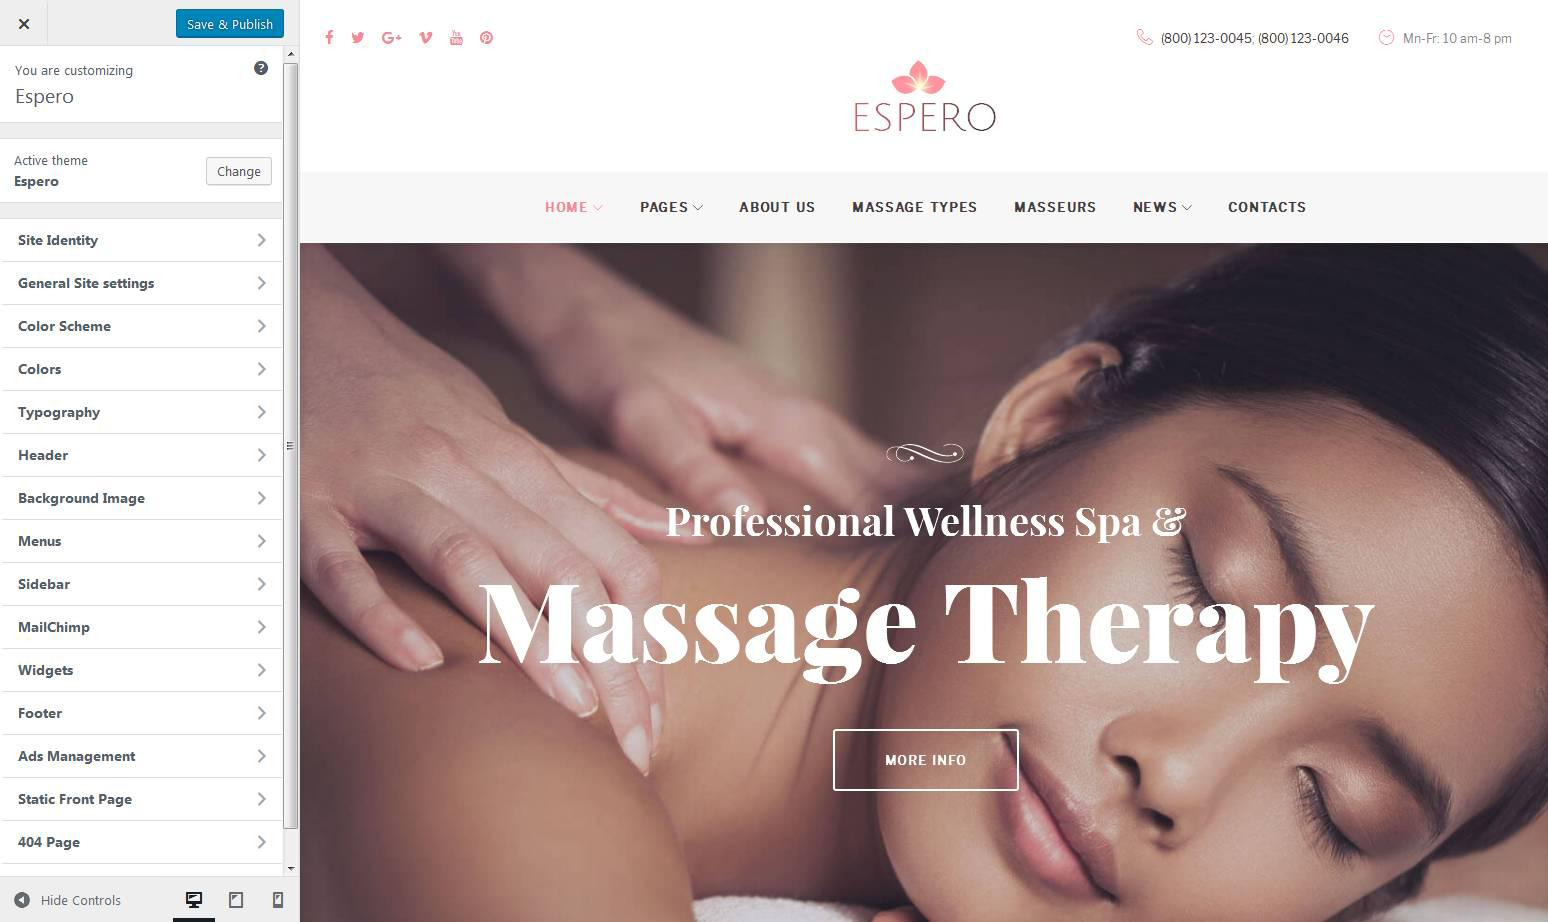 Save & Publish
You are customizing
Espero
Active theme
Espero
Change
Site Identity
General Site settings
Color Scheme
Colors
Typography
Header
Background Image
Menus
Sidebar
MailChimp
Widgets
Footer
Ads Management
Static Front Page
404 Page
Hide Controls
(800) 123-0045; (800) 123-0046
Mn-Fr: 10 am-8 pm
ESPERO
HOME PAGES ABOUT US MASSAGE TYPES MASSEURS NEWS CONTACTS
Professional Wellness Spa &
Massage Therapy
MORE INFO